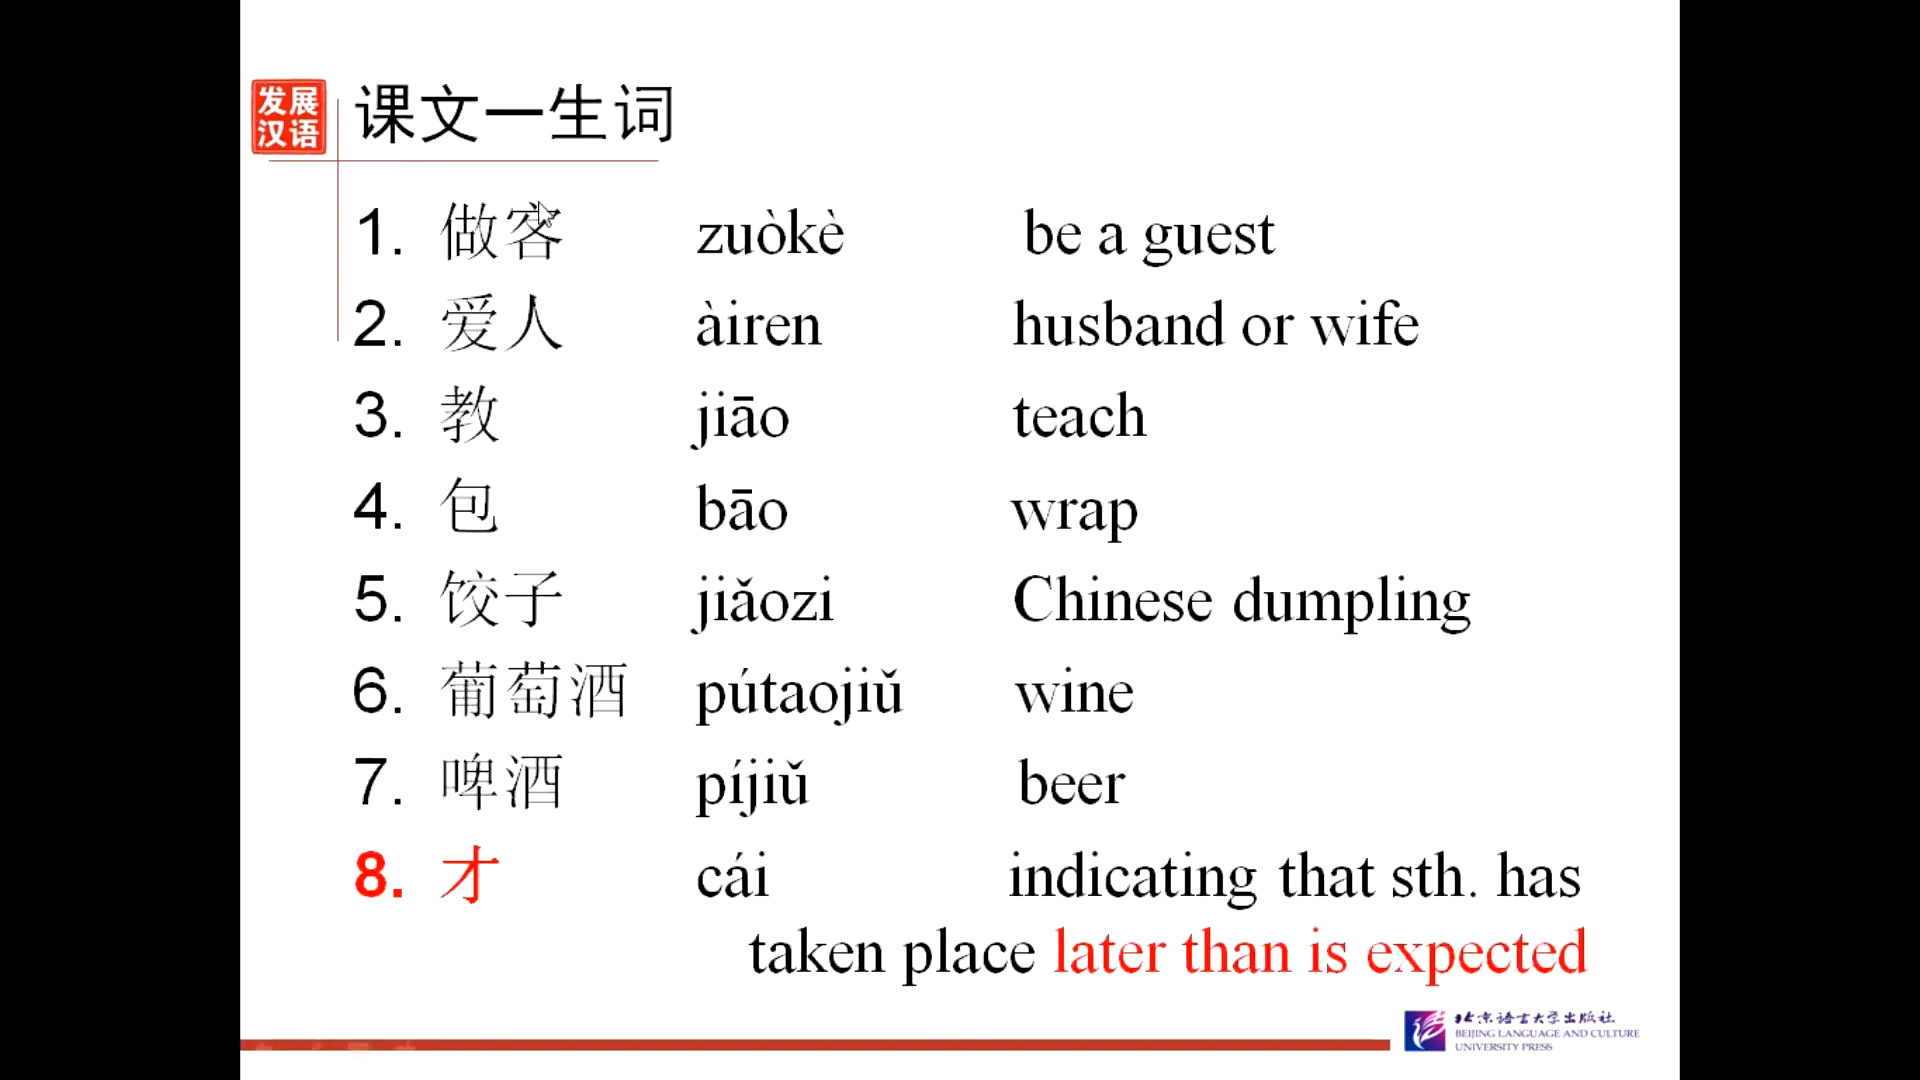 发展
汉语
课文一生词
1. 做客 zuòkè be a guest
2. 爱人 àiren husband or wife
3. 教 jiāo teach
4. 包 bāo wrap
5. 饺子 jiǎozi Chinese dumpling
6. 葡萄酒 pútaojiǔ wine
7. 啤酒 píjiǔ beer
8. 才 cái indicating that sth. has
taken place later than is expected
北京语言大学出版社
BEIJING LANGUAGE AND CULTURE
UNIVERSITY PRESS